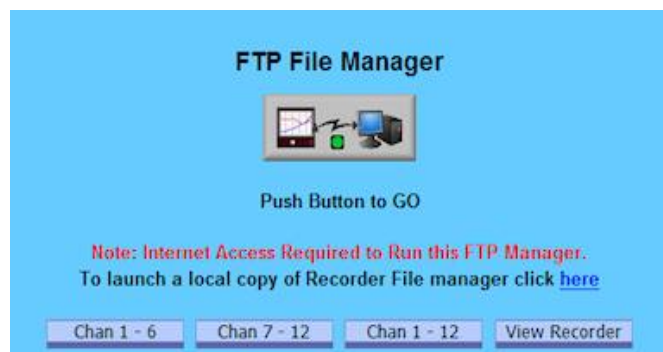 FTP File Manager
Push Button to GO
Note: Internet Access Required to Run this FTP Manager.
To launch a local copy of Recorder File manager click here
Chan 1 - 6 Chan 7 - 12 Chan 1 - 12 View Recorder